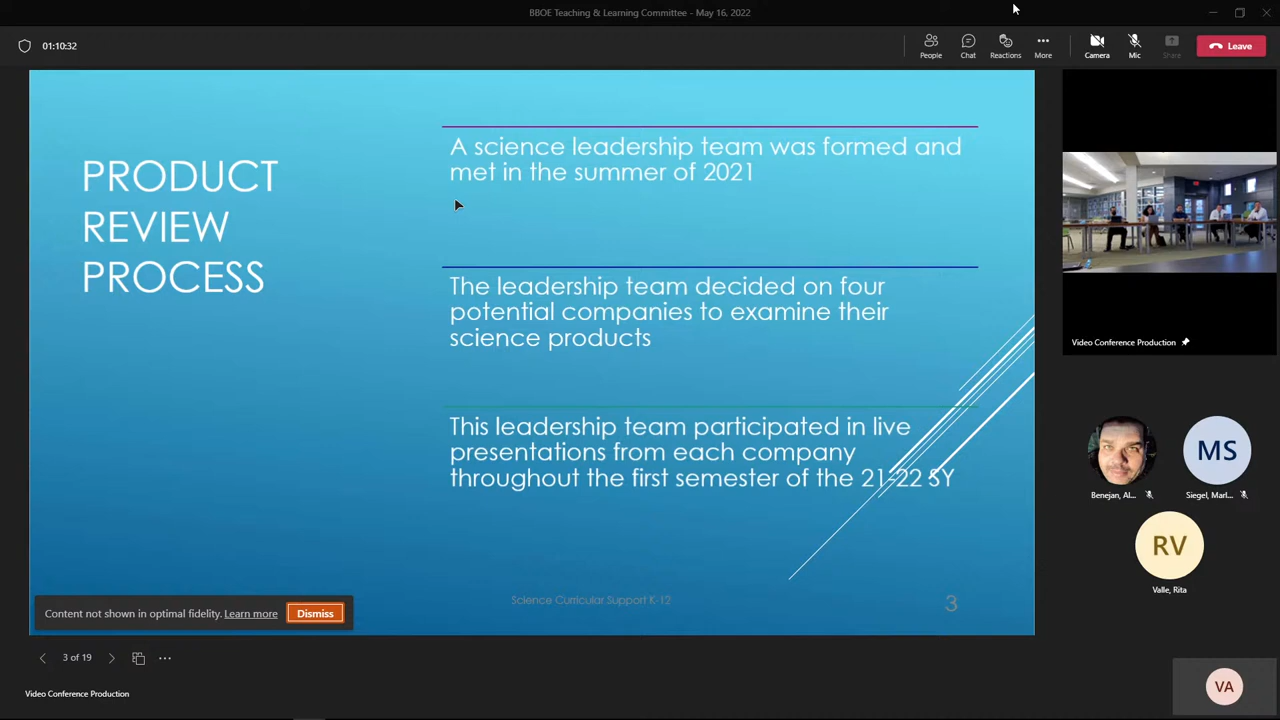 BBOE Teaching & Learning Committee - May 16, 2022
01:10:32
People
Chat
Reactions
More
Camera
Mic
Share
Leave
PRODUCT
REVIEW
PROCESS
A science leadership team was formed and
met in the summer of 2021
The leadership team decided on four
potential companies to examine their
science products
This leadership team participated in live
presentations from each company
throughout the first semester of the 21-22 SY
Science Curricular Support K-12
3
Content not shown in optimal fidelity. Learn more
Dismiss
3 of 19
Video Conference Production
Video Conference Production
Benejan, Al...
MS
Siegel, Marl...
RV
Valle, Rita
VA